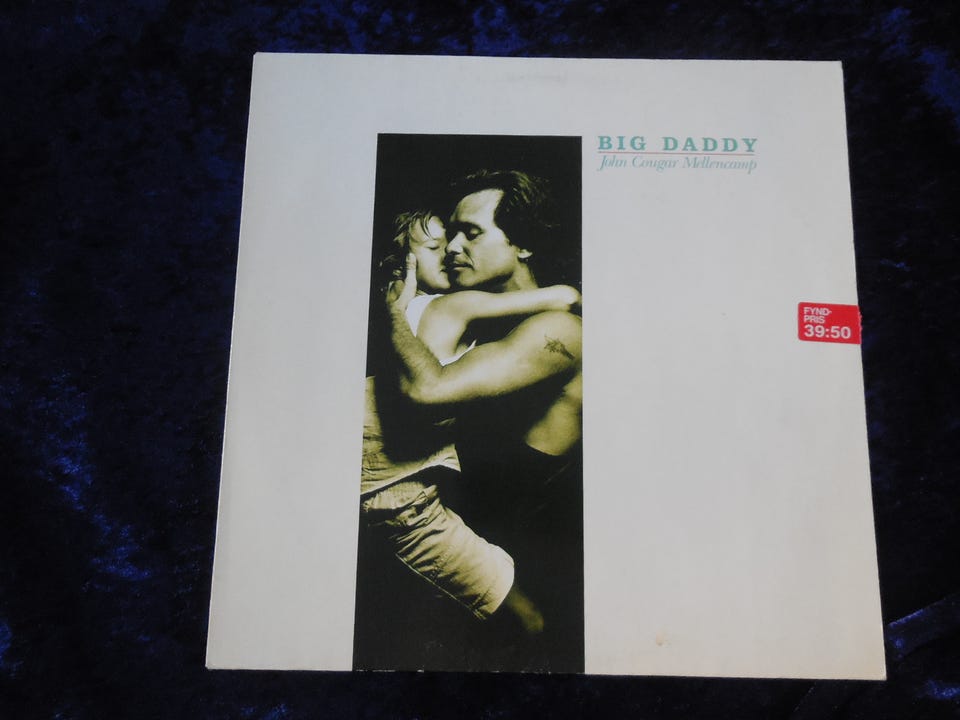 BIG DADDY
John Cougar Mellencamp
FYND-
PRIS
39:50